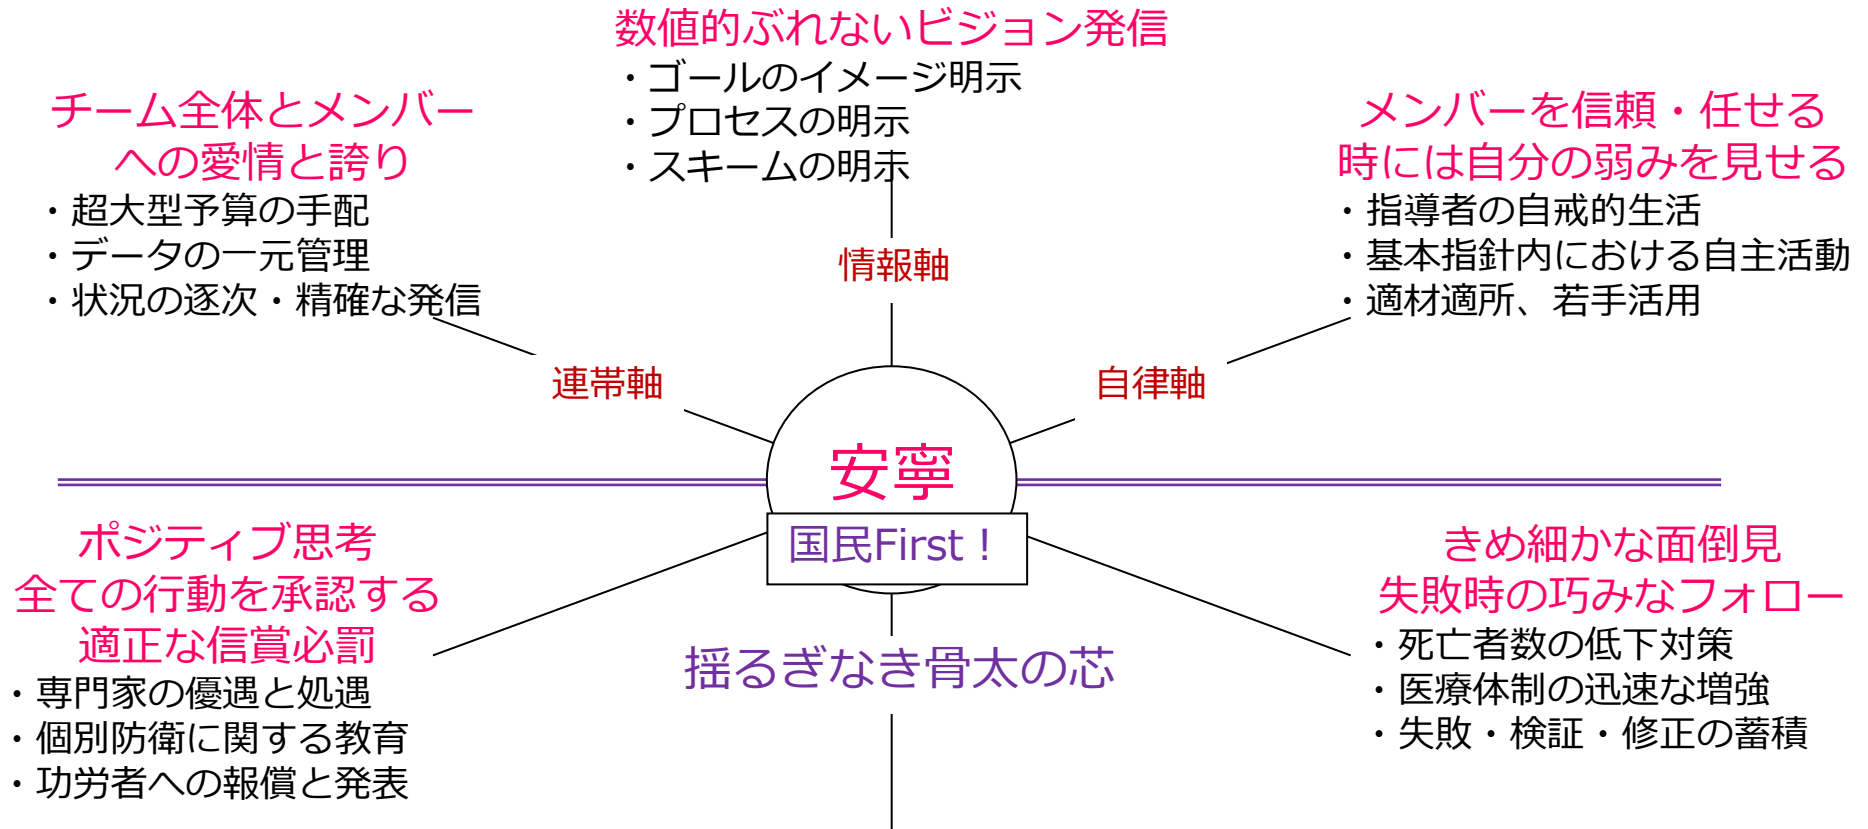 数値的ぶれないビジョン発信
・ゴールのイメージ明示
・プロセスの明示
・スキームの明示
チーム全体とメンバー
への愛情と誇り
・超大型予算の手配
・データの一元管理
・状況の逐次・精確な発信
メンバーを信頼・任せる
時には自分の弱みを見せる
・指導者の自戒的生活
・基本指針内における自主活動
・適材適所、若手活用
情報軸
連帯軸
自律軸
安寧
国民First！
ポジティブ思考
全ての行動を承認する
適正な信賞必罰
・専門家の優遇と処遇
・個別防衛に関する教育
・功労者への報償と発表
揺るぎなき骨太の芯
きめ細かな面倒見
失敗時の巧みなフォロー
・死亡者数の低下対策
・医療体制の迅速な増強
・失敗・検証・修正の蓄積